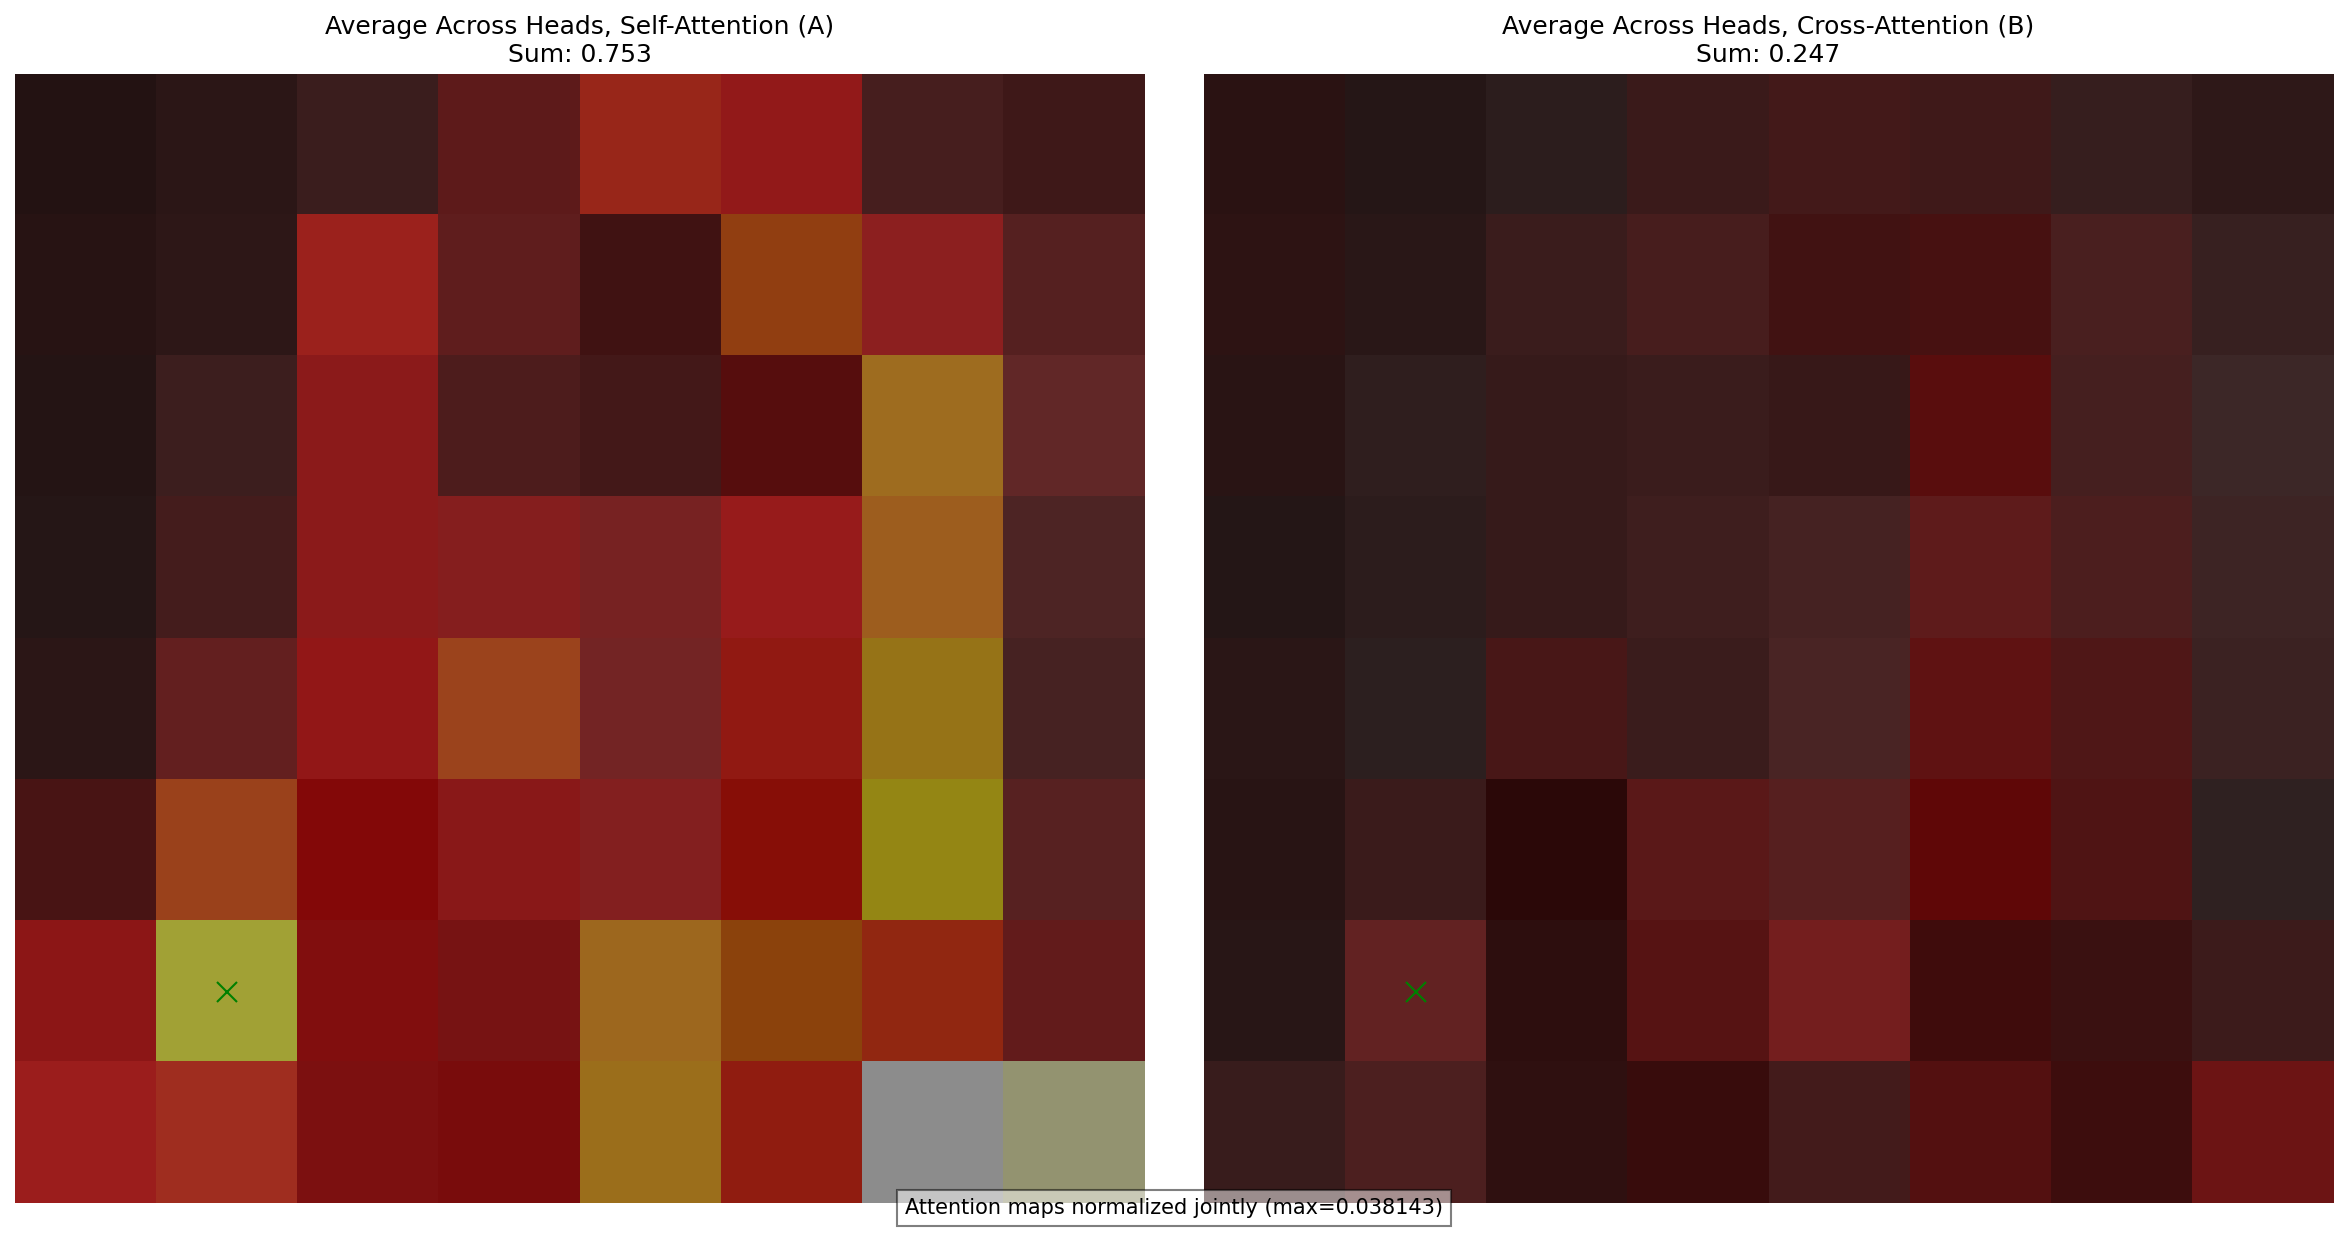 Average Across Heads, Self-Attention (A)
Sum: 0.753
Average Across Heads, Cross-Attention (B)
Sum: 0.247
Attention maps normalized jointly (max=0.038143)